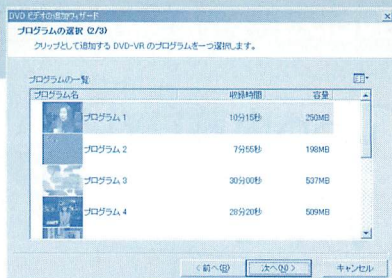 DVD ビデオの追加ウィザード
プログラムの選択 (2/3)
クリップとして追加する DVD-VR のプログラムを一つ選択します。
プログラムの一覧
プログラム名 収録時間 容量
プログラム 1 10分15秒 290MB
プログラム 2 7分55秒 198MB
プログラム 3 30分00秒 537MB
プログラム 4 28分20秒 509MB
< 前へ(B) 次へ(N) > キャンセル